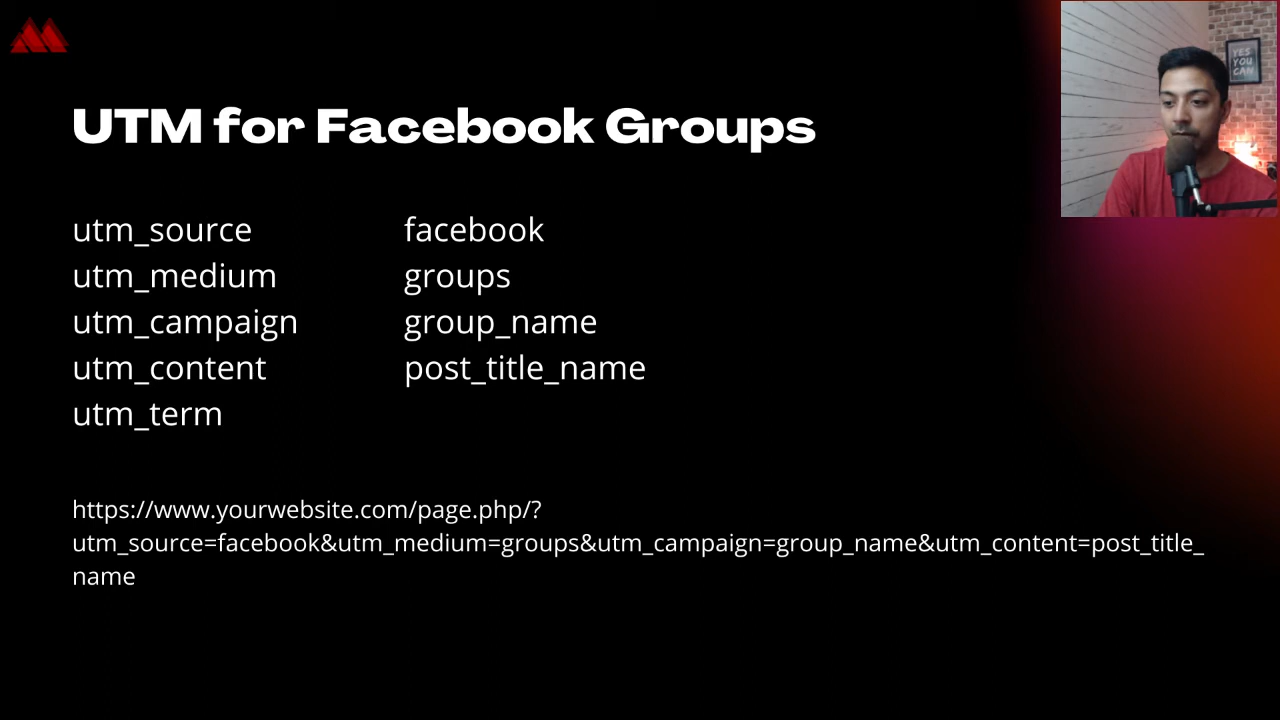 UTM for Facebook Groups
utm_source facebook
utm_medium groups
utm_campaign group_name
utm_content post_title_name
utm_term
https://www.yourwebsite.com/page.php/?
utm_source=facebook&utm_medium=groups&utm_campaign=group_name&utm_content=post_title_
name
YES
YOU
CAN